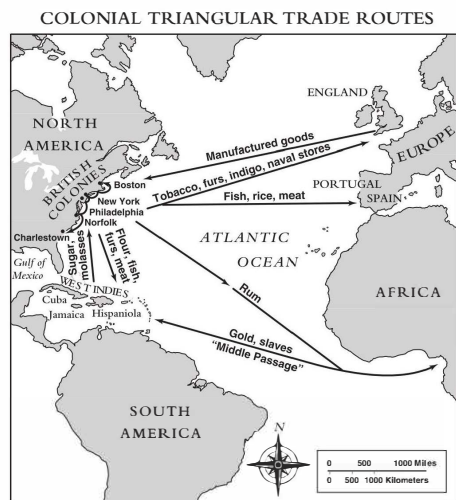 COLONIAL TRIANGULAR TRADE ROUTES
ENGLAND
NORTH
AMERICA
EUROPE
Manufactured goods
BRITISH
COLONIES
Boston
Tobacco, furs, indigo, naval stores
PORTUGAL
SPAIN
New York
Fish, rice, meat
Philadelphia
Norfolk
Charlestown
Sugar,
molasses
Flour, fish,
furs, meat
ATLANTIC
OCEAN
Gulf of
Mexico
WEST INDIES
Cuba
Jamaica
Hispaniola
Rum
AFRICA
Gold, slaves
"Middle Passage"
SOUTH
AMERICA
N
0 500 1000 Miles
0 500 1000 Kilometers